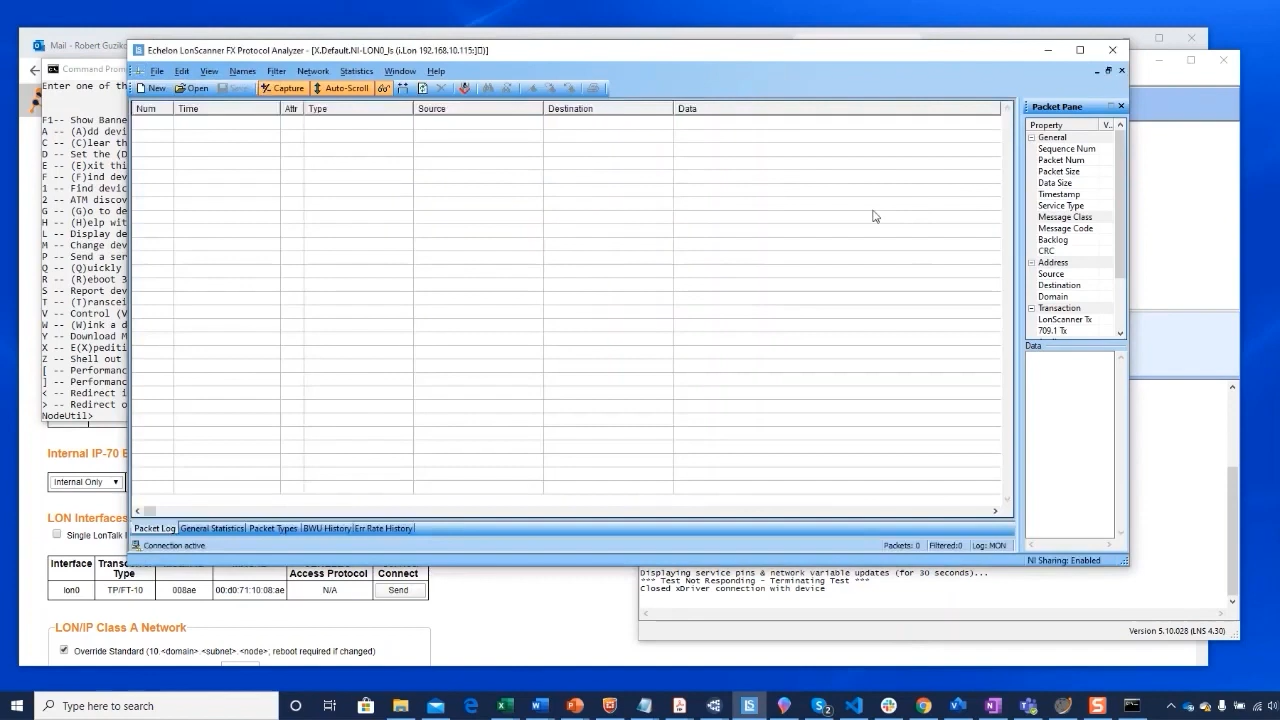 Mail - Robert Guziko
Command Prom
Enter one of th
F1-- Show Banne
A -- (A)dd devi
C -- (C)lear th
D -- Set the (D
E -- (E)xit thi
F -- (F)ind dev
1 -- Find devic
2 -- ATM discov
G -- (G)o to de
H -- (H)elp wit
L -- Display de
M -- Change dev
P -- Send a ser
Q -- (Q)uickly
R -- (R)eboot 3
S -- Report dev
T -- (T)ranscei
V -- Control (V
W -- (W)ink a d
Y -- Download M
X -- E(X)pediti
Z -- Shell out
[ -- Performanc
] -- Performanc
< -- Redirect i
> -- Redirect o
NodeUtil>
Echelon LonScanner FX Protocol Analyzer - [X.Default.NI-LON0_ls (i.Lon 192.168.10.115:)]
File Edit View Names Filter Network Statistics Window Help
New Open Save Capture Auto-Scroll
Num Time Attr Type Source Destination Data
Packet Pane
Property V..
General
Sequence Num
Packet Num
Packet Size
Data Size
Timestamp
Service Type
Message Class
Message Code
Backlog
CRC
Address
Source
Destination
Domain
Transaction
LonScanner Tx
709.1 Tx
Data
Packet Log General Statistics Packet Types BWU History Err Rate History
Connection active. Packets: 0 Filtered:0 Log: MON
NI Sharing: Enabled
Internal IP-70 B
Internal Only
LON Interfaces
Single LonTalk I
Interface Type Access Protocol Connect
lon0 TP/FT-10 008ae 00:d0:71:10:08:ae N/A Send
LON/IP Class A Network
Override Standard (10.<domain> <subnet> <node>; reboot required if changed)
Displaying service pins & network variable updates (for 30 seconds)...
*** Test Not Responding - Terminating Test ***
Closed xDriver connection with device
Version 5.10.028 (LNS 4.30)
Type here to search